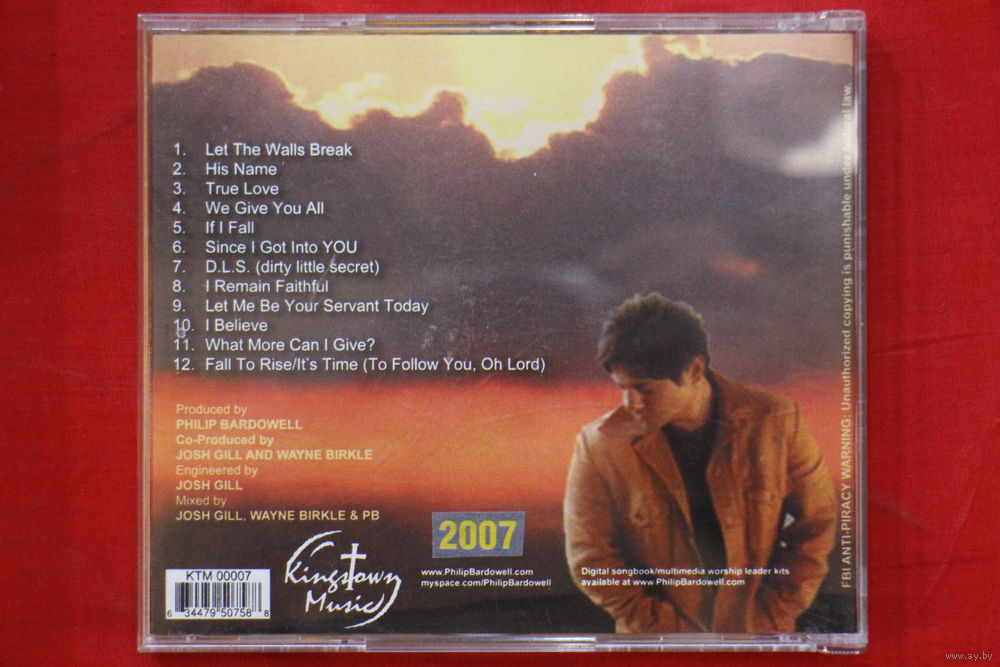 1. Let The Walls Break
2. His Name
3. True Love
4. We Give You All
5. If I Fall
6. Since I Got Into YOU
7. D.L.S. (dirty little secret)
8. I Remain Faithful
9. Let Me Be Your Servant Today
10. I Believe
11. What More Can I Give?
12. Fall To Rise/It's Time (To Follow You, Oh Lord)
Produced by
PHILIP BARDOWELL
Co-Produced by
JOSH GILL AND WAYNE BIRKLE
Engineered by
JOSH GILL
Mixed by
JOSH GILL, WAYNE BIRKLE & PB
2007
KTM 00007
6 34479 50758 8
Kingstown
Music
www.PhilipBardowell.com
myspace.com/PhilipBardowell
Digital songbook/multimedia worship leader kits
available at www.PhilipBardowell.com
FBI ANTI-PIRACY WARNING: Unauthorized copying is punishable under federal law.
www.ay.by